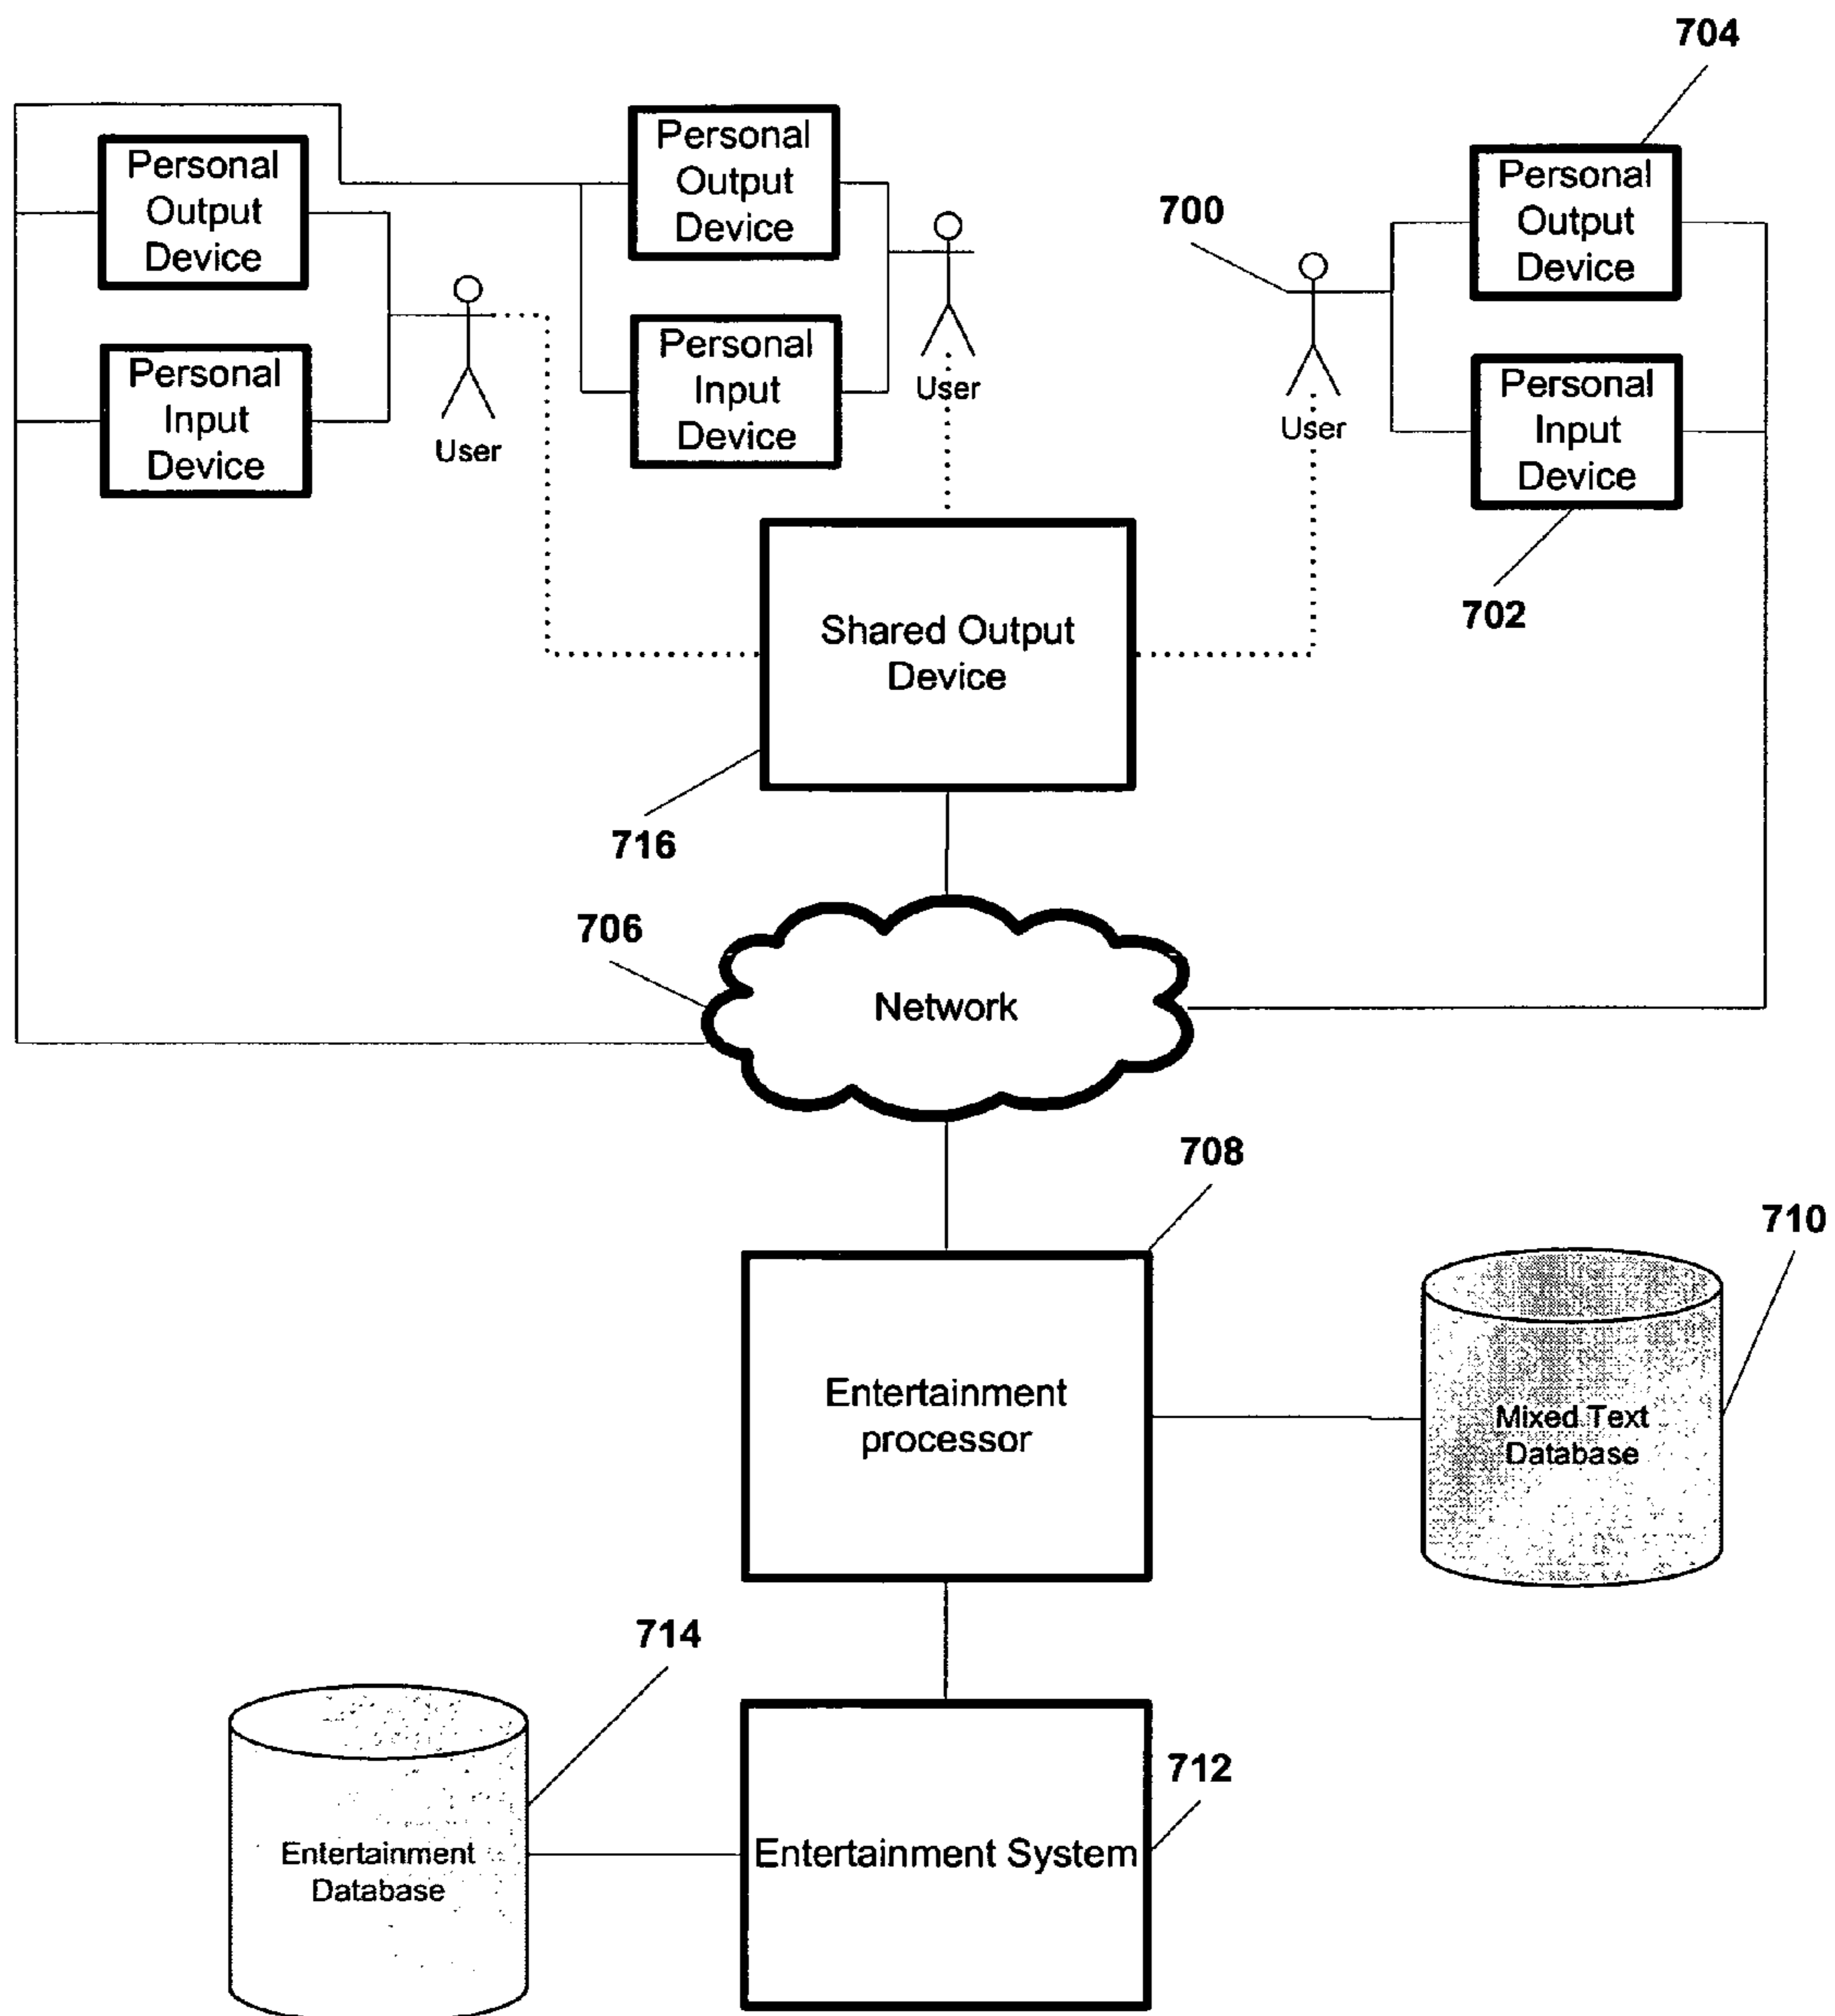 704
Personal
Output
Device
Personal
Output
Device
Personal
Output
Device
700
Personal
Input
Device
User
Personal
Input
Device
User
User
Personal
Input
Device
702
Shared Output
Device
716
706
Network
708
710
Entertainment
processor
Mixed Text
Database
714
712
Entertainment System
Entertainment
Database